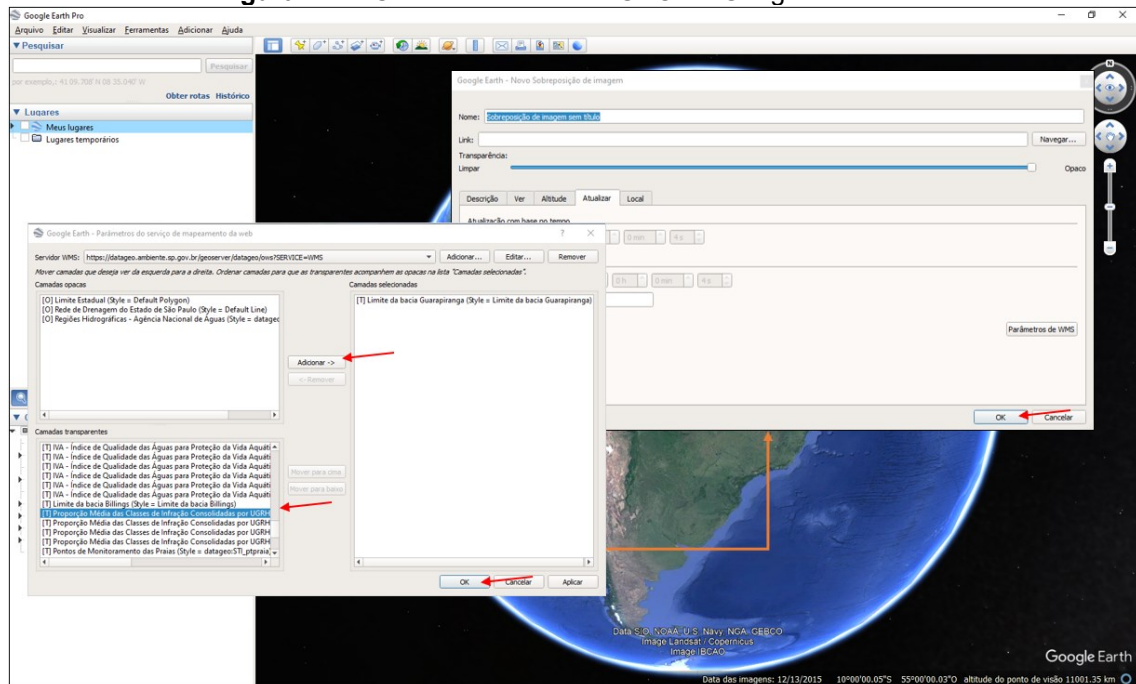 Google Earth Pro
Arquivo Editar Visualizar Ferramentas Adicionar Ajuda
▼ Pesquisar
Pesquisar
por exemplo,: 41 09.708' N 08 35.040' W
Obter rotas Histórico
▼ Lugares
Meus lugares
Lugares temporários
Google Earth - Novo Sobreposição de imagem
Nome: Sobreposição de imagem sem título
Link:
Navegar...
Transparência:
Limpar
Opaco
Descrição Ver Altitude Atualizar Local
Atualização com base no tempo
0 min 4 s
0 h 0 min 4 s
Parâmetros de WMS
OK Cancelar
Google Earth - Parâmetros do serviço de mapeamento da web
Servidor WMS: https://datageo.ambiente.sp.gov.br/geoserver/datageo/ows?SERVICE=WMS
Adicionar... Editar... Remover
Mover camadas que deseja ver da esquerda para a direita. Ordenar camadas para que as transparentes acompanhem as opacas na lista "Camadas selecionadas".
Camadas opacas
[O] Limite Estadual (Style = Default Polygon)
[O] Rede de Drenagem do Estado de São Paulo (Style = Default Line)
[O] Regiões Hidrográficas - Agência Nacional de Águas (Style = datageo
Camadas selecionadas
[T] Limite da bacia Guarapiranga (Style = Limite da bacia Guarapiranga)
Adicionar ->
<- Remover
Camadas transparentes
[T] IVA - Índice de Qualidade das Águas para Proteção da Vida Aquáti
[T] IVA - Índice de Qualidade das Águas para Proteção da Vida Aquáti
[T] IVA - Índice de Qualidade das Águas para Proteção da Vida Aquáti
[T] IVA - Índice de Qualidade das Águas para Proteção da Vida Aquáti
[T] IVA - Índice de Qualidade das Águas para Proteção da Vida Aquáti
[T] IVA - Índice de Qualidade das Águas para Proteção da Vida Aquáti
[T] Limite da bacia Billings (Style = Limite da bacia Billings)
[T] Proporção Média das Classes de Infração Consolidadas por UGRH
[T] Proporção Média das Classes de Infração Consolidadas por UGRH
[T] Proporção Média das Classes de Infração Consolidadas por UGRH
[T] Proporção Média das Classes de Infração Consolidadas por UGRH
[T] Pontos de Monitoramento das Praias (Style = datageo:STI_ptpraia)
Mover para cima
Mover para baixo
OK Cancelar Aplicar
Data SIO, NOAA, U.S. Navy, NGA, GEBCO
Image Landsat / Copernicus
Image IBCAO
Google Earth
Data das imagens: 12/13/2015 10°00'00.05"S 55°00'00.03"O altitude do ponto de visão 11001.35 km